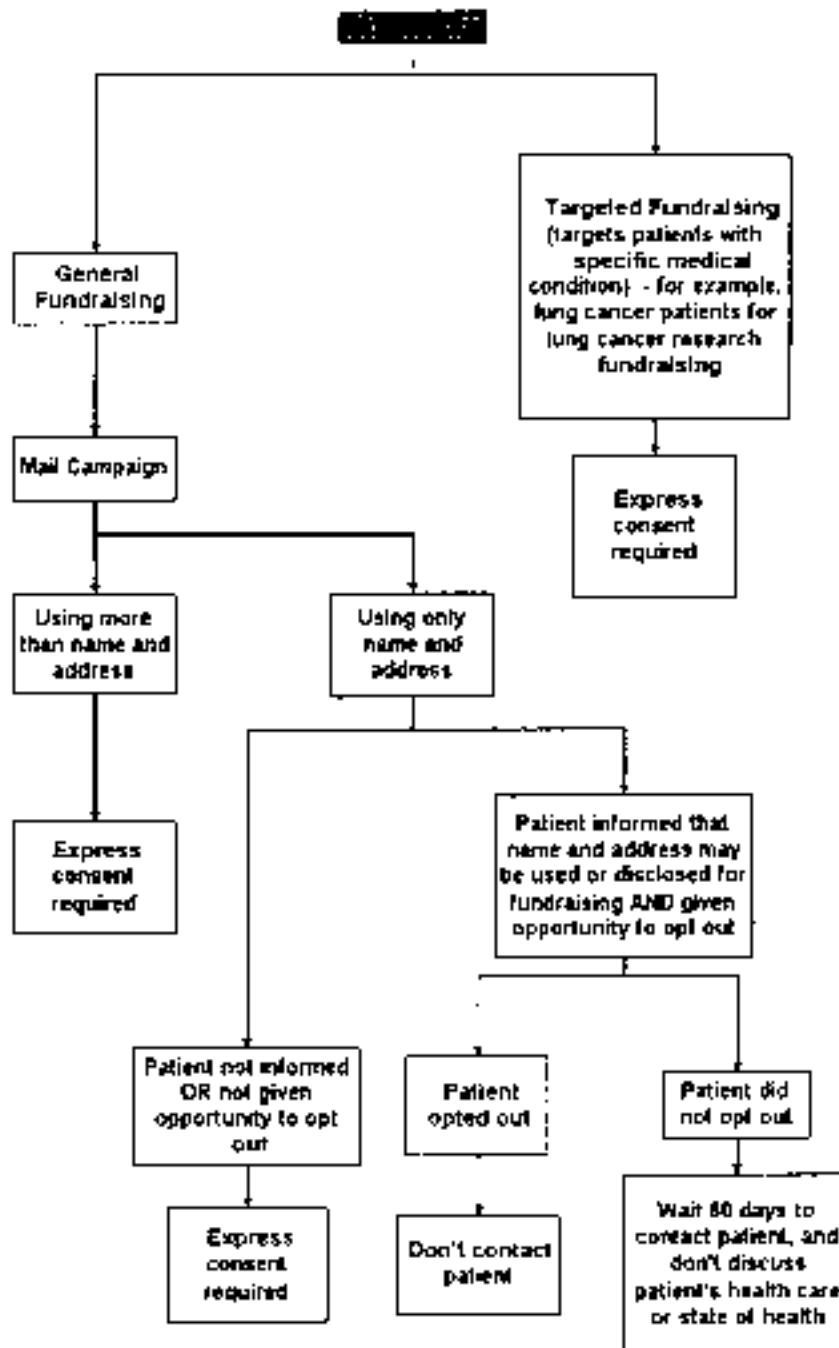 General
Fundraising
Targeted Fundraising
(targets patients with
specific medical
condition) - for example,
lung cancer patients for
lung cancer research
fundraising
Mail Campaign
Express
consent
required
Using more
than name and
address
Using only
name and
address
Express
consent
required
Patient informed that
name and address may
be used or disclosed for
fundraising AND given
opportunity to opt out
Patient not informed
OR not given
opportunity to opt
out
Patient
opted out
Patient did
not opt out
Express
consent
required
Don't contact
patient
Wait 60 days to
contact patient, and
don't discuss
patient's health care
or state of health